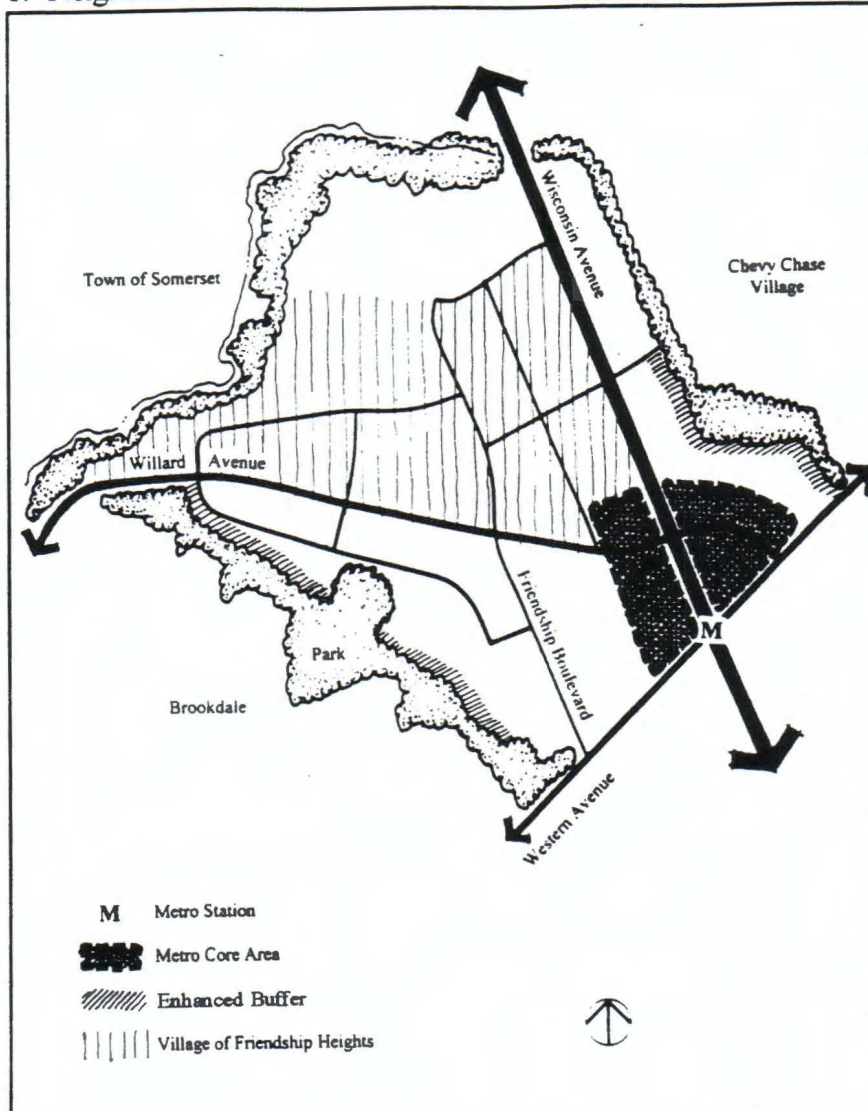 Wisconsin Avenue
Town of Somerset
Chevy Chase
Village
Willard Avenue
Friendship Boulevard
Park
Brookdale
Western Avenue
M
M Metro Station
Metro Core Area
Enhanced Buffer
Village of Friendship Heights